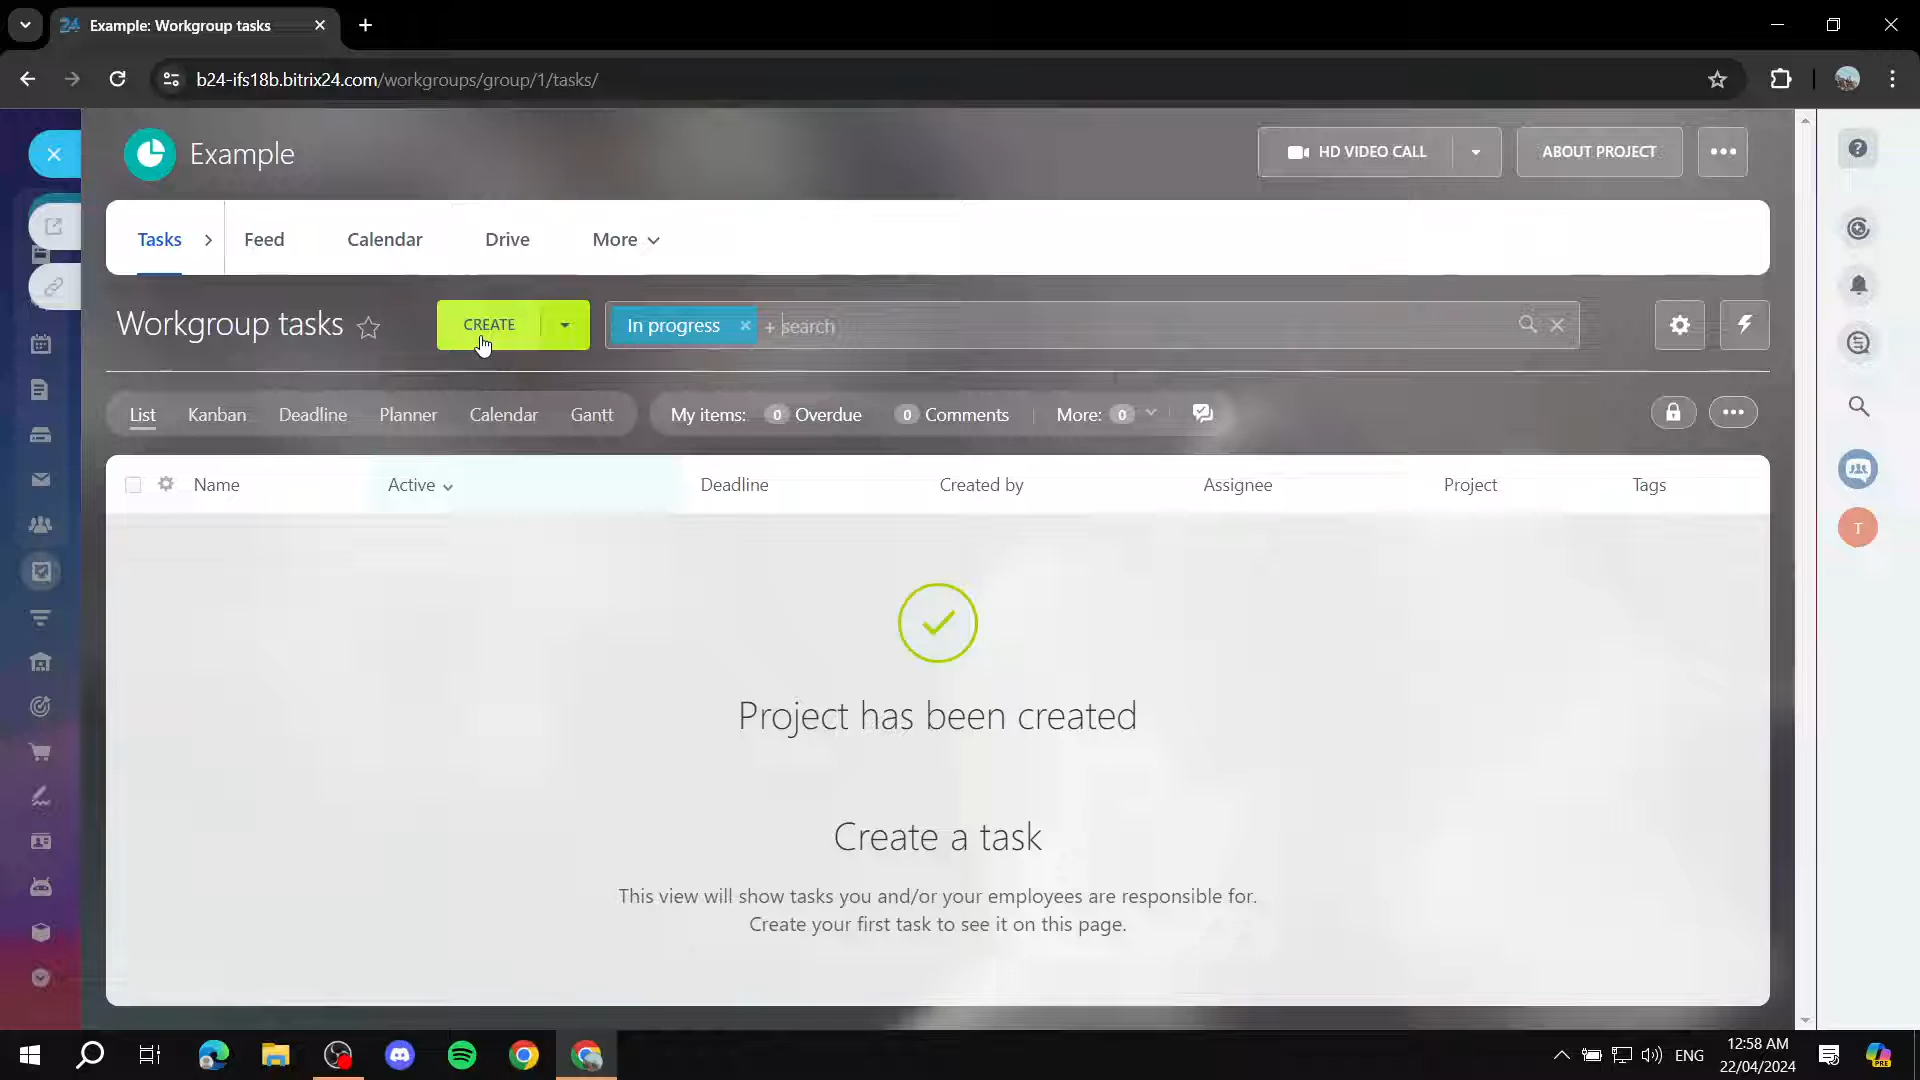 24 Example: Workgroup tasks
b24-ifs18b.bitrix24.com/workgroups/group/1/tasks/
Example
HD VIDEO CALL
ABOUT PROJECT
Tasks
Feed
Calendar
Drive
More
Workgroup tasks
CREATE
In progress
+ search
List
Kanban
Deadline
Planner
Calendar
Gantt
My items:
0 Overdue
0 Comments
More: 0
Name
Active
Deadline
Created by
Assignee
Project
Tags
T
Project has been created
Create a task
This view will show tasks you and/or your employees are responsible for.
Create your first task to see it on this page.
ENG
12:58 AM
22/04/2024
PRE